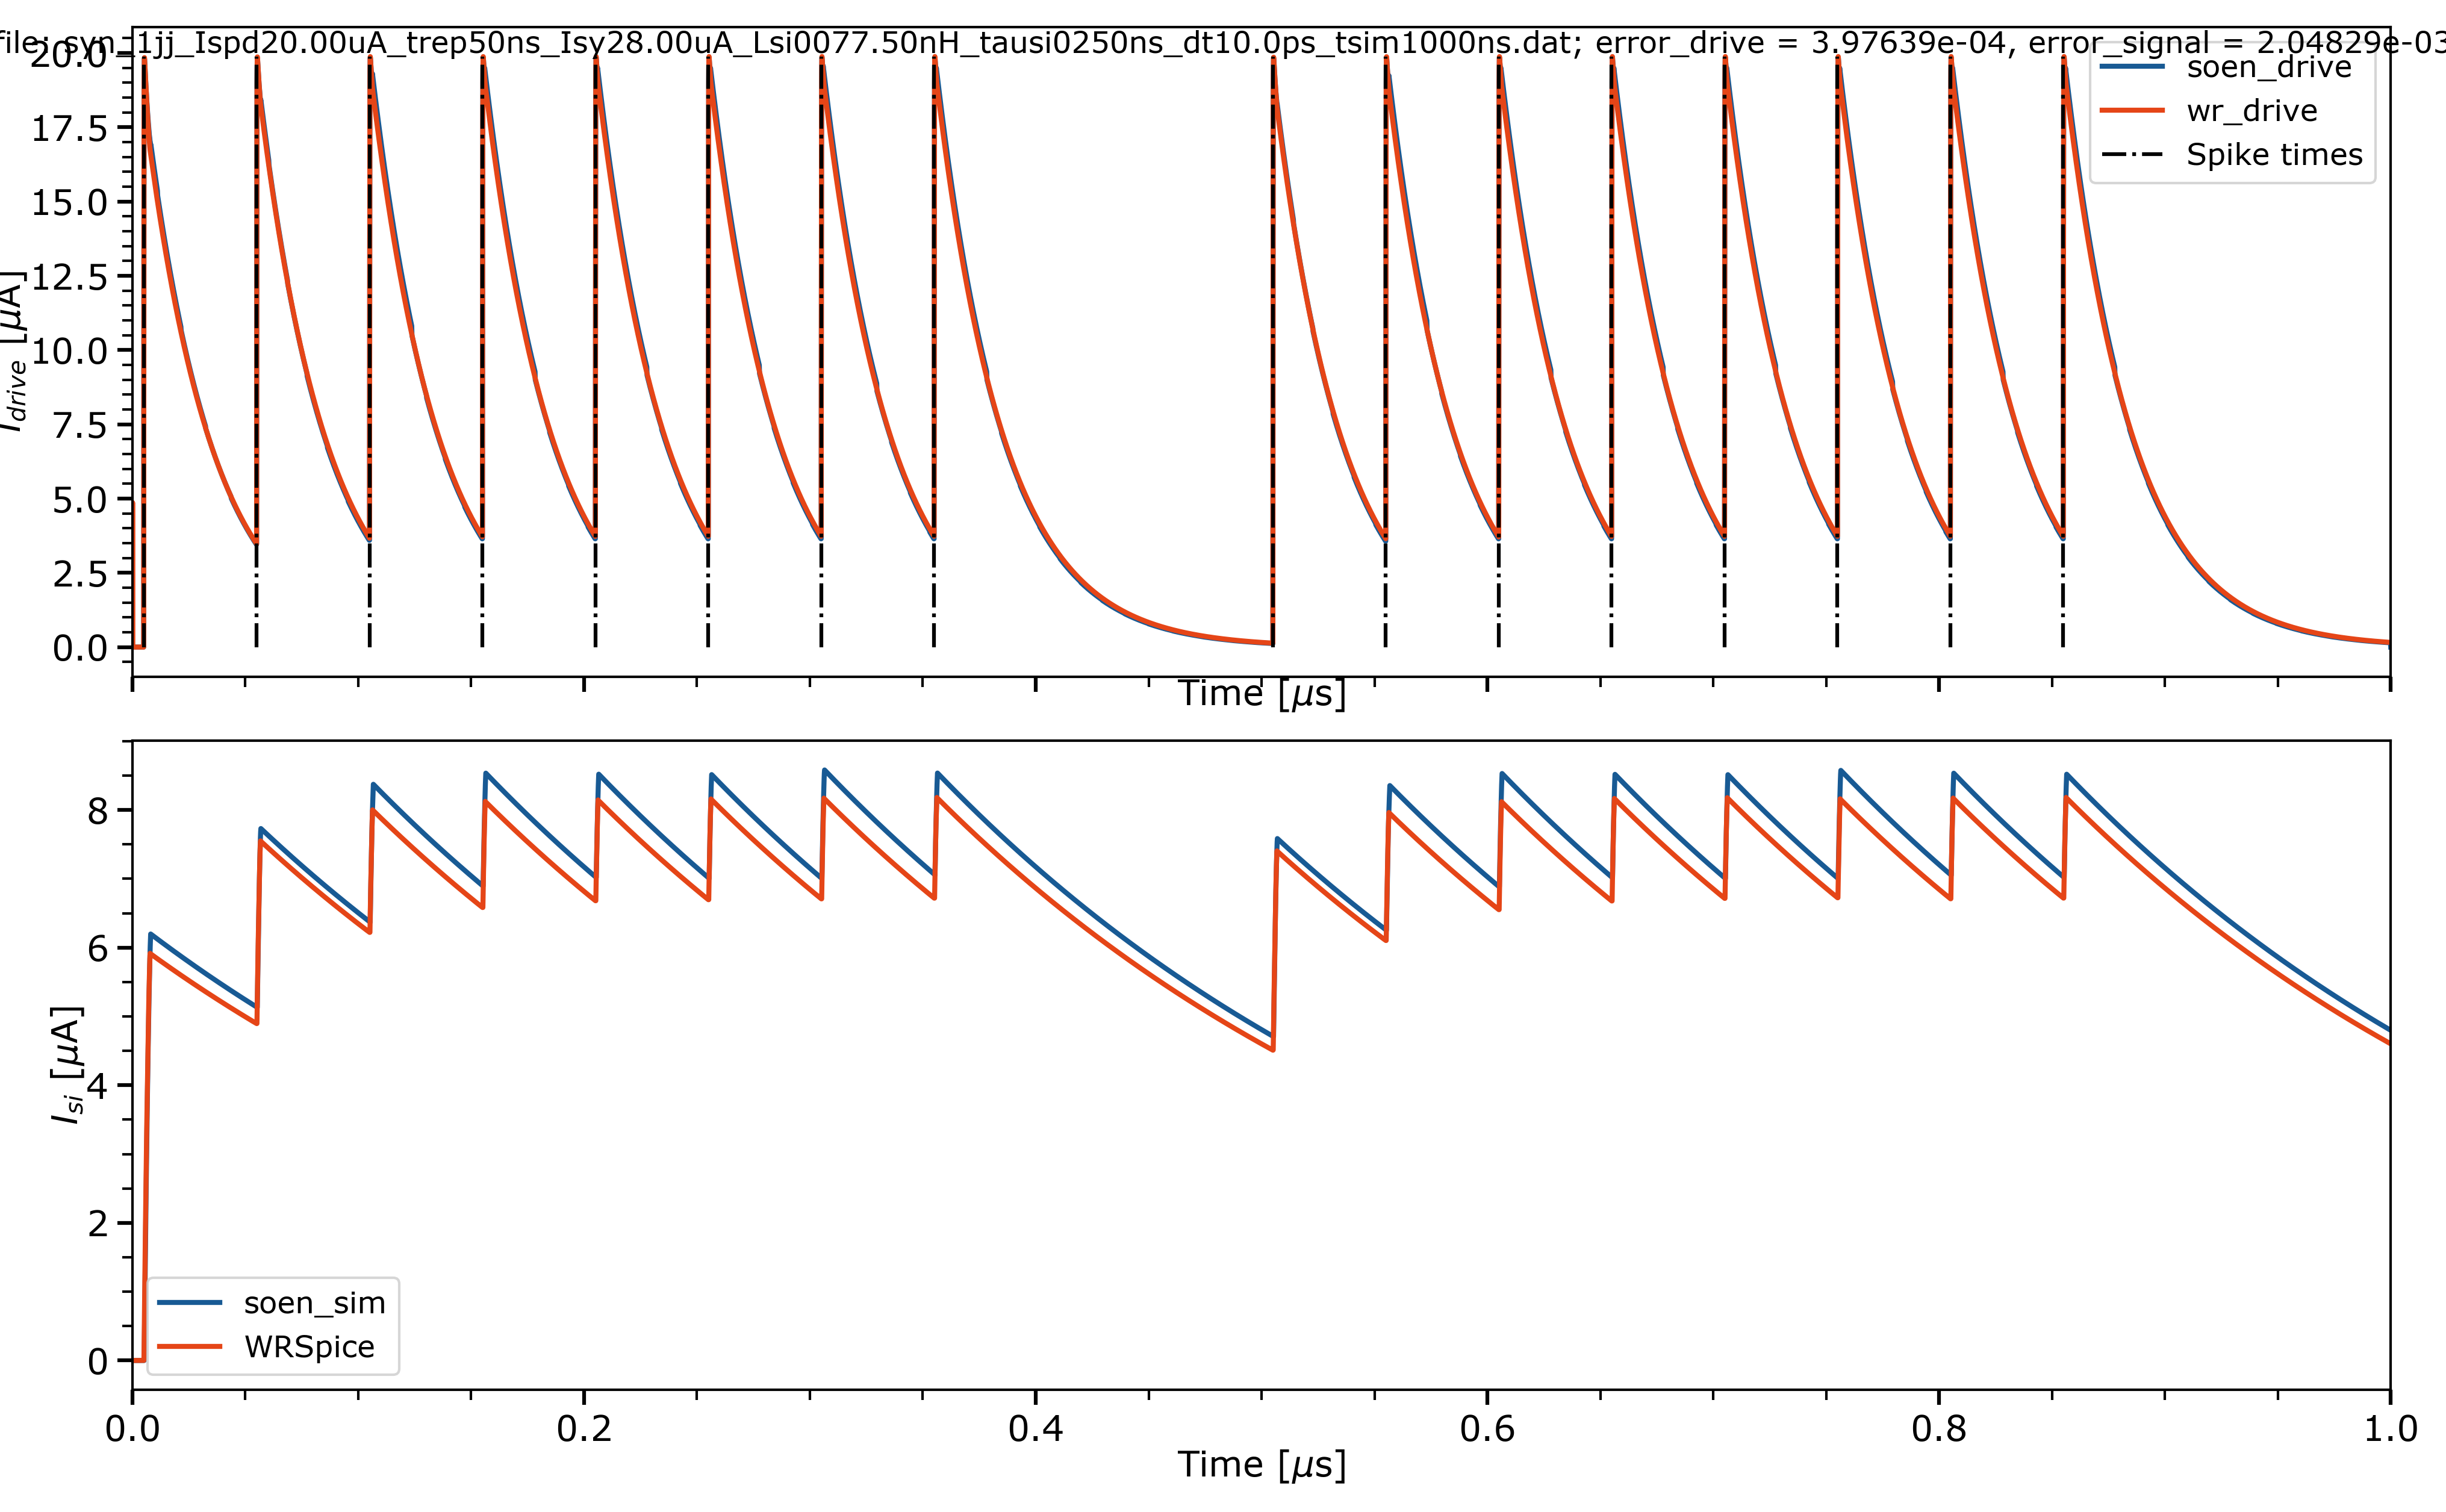 file: syn_1jj_Ispd20.00uA_trep50ns_Isy28.00uA_Lsi0077.50nH_tausi0250ns_dt10.0ps_tsim1000ns.dat; error_drive = 3.97639e-04, error_signal = 2.04829e-03
20.0
17.5
15.0
12.5
10.0
7.5
5.0
2.5
0.0
I_drive [μA]
soen_drive
wr_drive
Spike times
Time [μs]
8
6
4
2
0
I_si [μA]
soen_sim
WRSpice
0.0 0.2 0.4 0.6 0.8 1.0
Time [μs]